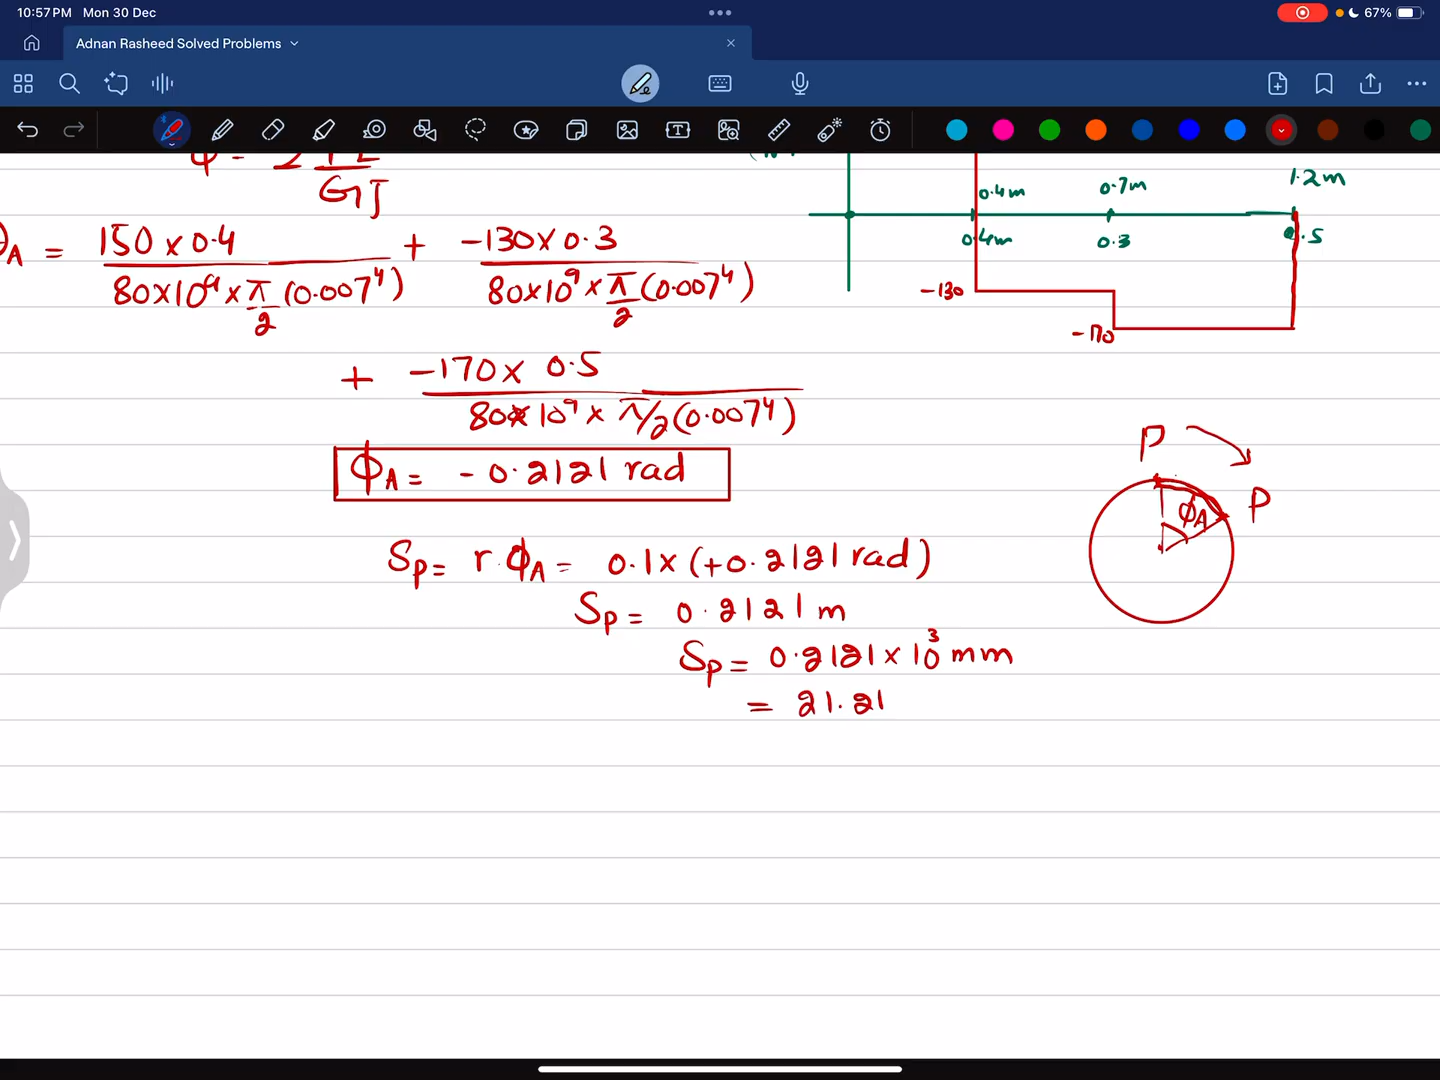 10:57 PM Mon 30 Dec
67%
Adnan Rasheed Solved Problems
T
1.2m
0.4m 0.7m
GJ
0.4m 0.3 0.5
= 150 x 0.4 / 80x10⁹ x π/2 (0.007⁴) + -130 x 0.3 / 80x10⁹ x π/2 (0.007⁴)
-130
-170
+ -170 x 0.5 / 80x10⁹ x π/2 (0.007⁴)
P
ϕA = - 0.2121 rad
ϕA P
Sp = r.ϕA = 0.1 x (+0.2121 rad)
Sp = 0.2121 m
Sp = 0.2121 x 10³ mm
= 21.21